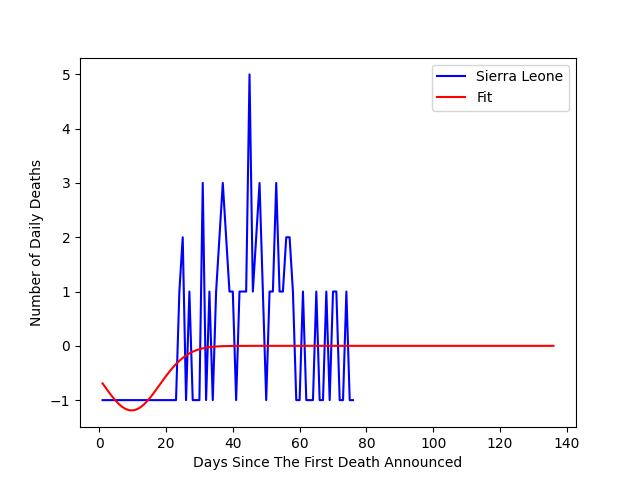 Sierra Leone
Fit
5
4
3
2
1
0
−1
Number of Daily Deaths
0 20 40 60 80 100 120 140
Days Since The First Death Announced